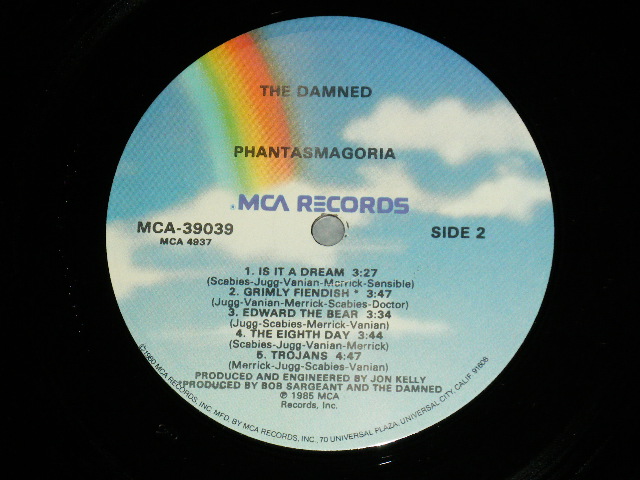 THE DAMNED
PHANTASMAGORIA
MCA RECORDS
MCA-39039
MCA 4937
SIDE 2
1. IS IT A DREAM 3:27
(Scabies-Jugg-Vanian-Merrick-Sensible)
2. GRIMLY FIENDISH * 3:47
(Jugg-Vanian-Merrick-Scabies-Doctor)
3. EDWARD THE BEAR 3:34
(Jugg-Scabies-Merrick-Vanian)
4. THE EIGHTH DAY 3:44
(Scabies-Jugg-Vanian-Merrick)
5. TROJANS 4:47
(Merrick-Jugg-Scabies-Vanian)
PRODUCED AND ENGINEERED BY JON KELLY
*PRODUCED BY BOB SARGEANT AND THE DAMNED
℗ 1985 MCA
Records, Inc.
©1980 MCA RECORDS, INC. MFD. BY MCA RECORDS, INC., 70 UNIVERSAL PLAZA, UNIVERSAL CITY, CALIF. 91608